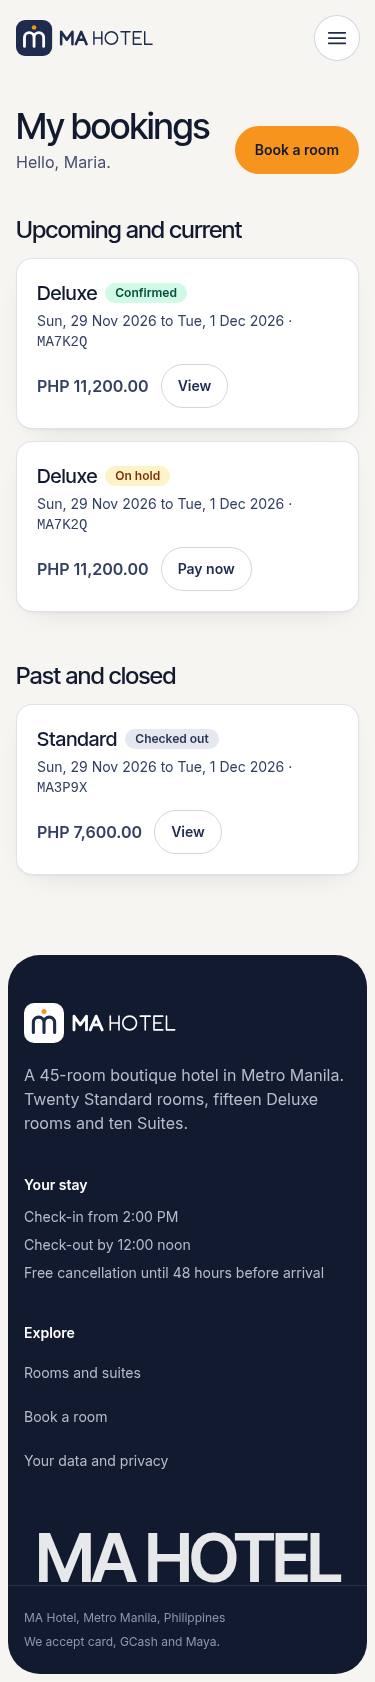 MA HOTEL
My bookings
Hello, Maria.
Book a room
Upcoming and current
Deluxe Confirmed
Sun, 29 Nov 2026 to Tue, 1 Dec 2026 ·
MA7K2Q
PHP 11,200.00 View
Deluxe On hold
Sun, 29 Nov 2026 to Tue, 1 Dec 2026 ·
MA7K2Q
PHP 11,200.00 Pay now
Past and closed
Standard Checked out
Sun, 29 Nov 2026 to Tue, 1 Dec 2026 ·
MA3P9X
PHP 7,600.00 View
MA HOTEL
A 45-room boutique hotel in Metro Manila.
Twenty Standard rooms, fifteen Deluxe
rooms and ten Suites.
Your stay
Check-in from 2:00 PM
Check-out by 12:00 noon
Free cancellation until 48 hours before arrival
Explore
Rooms and suites
Book a room
Your data and privacy
MA HOTEL
MA Hotel, Metro Manila, Philippines
We accept card, GCash and Maya.